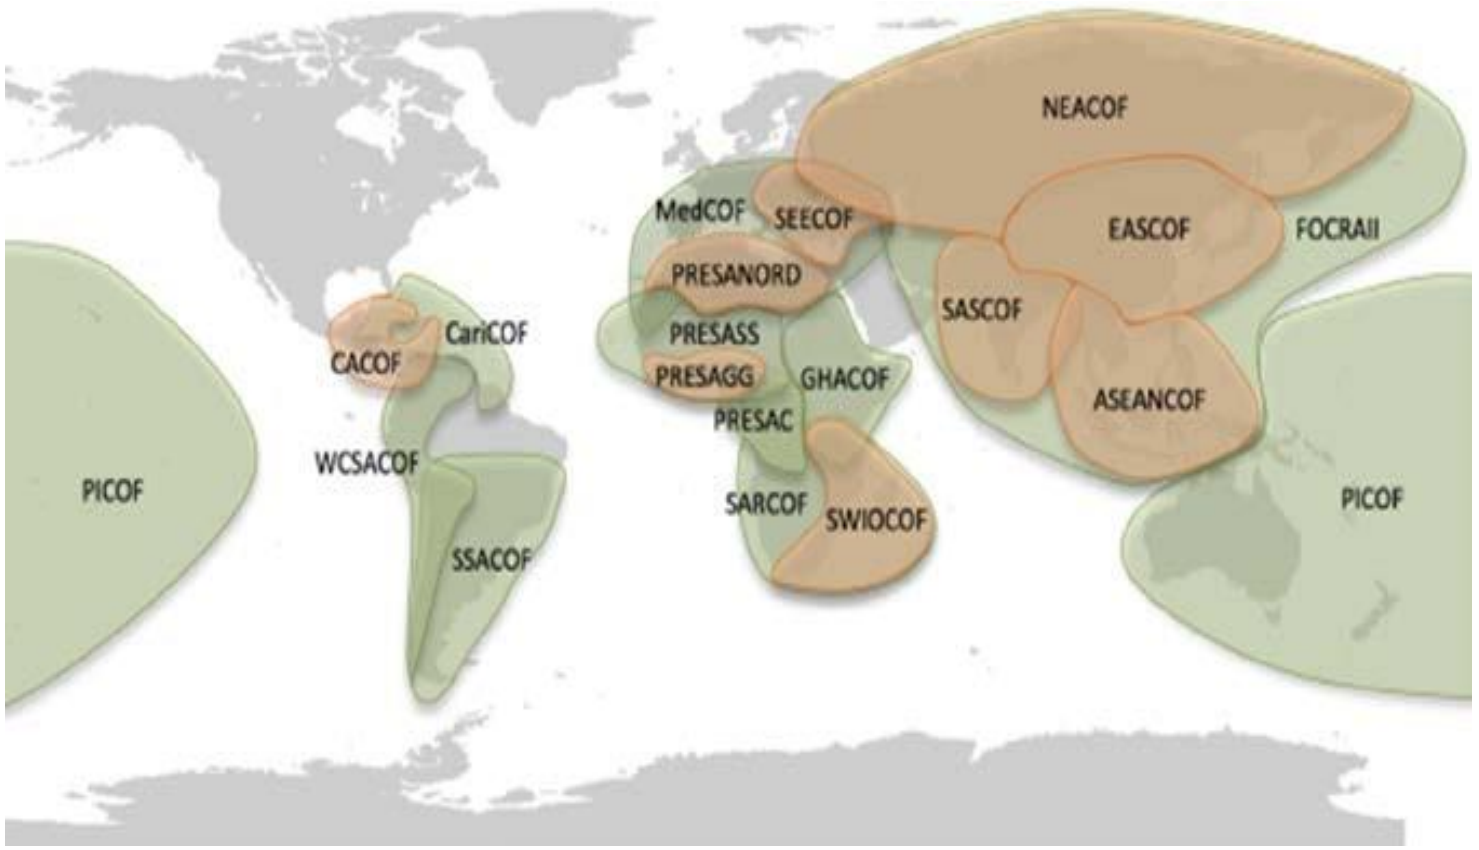 NEACOF
MedCOF
SEECOF
EASCOF
FOCRAII
PRESANORD
SASCOF
CariCOF
PRESASS
CACOF
PRESAGG
GHACOF
ASEANCOF
PRESAC
WCSACOF
PICOF
SARCOF
SWIOCOF
PICOF
SSACOF